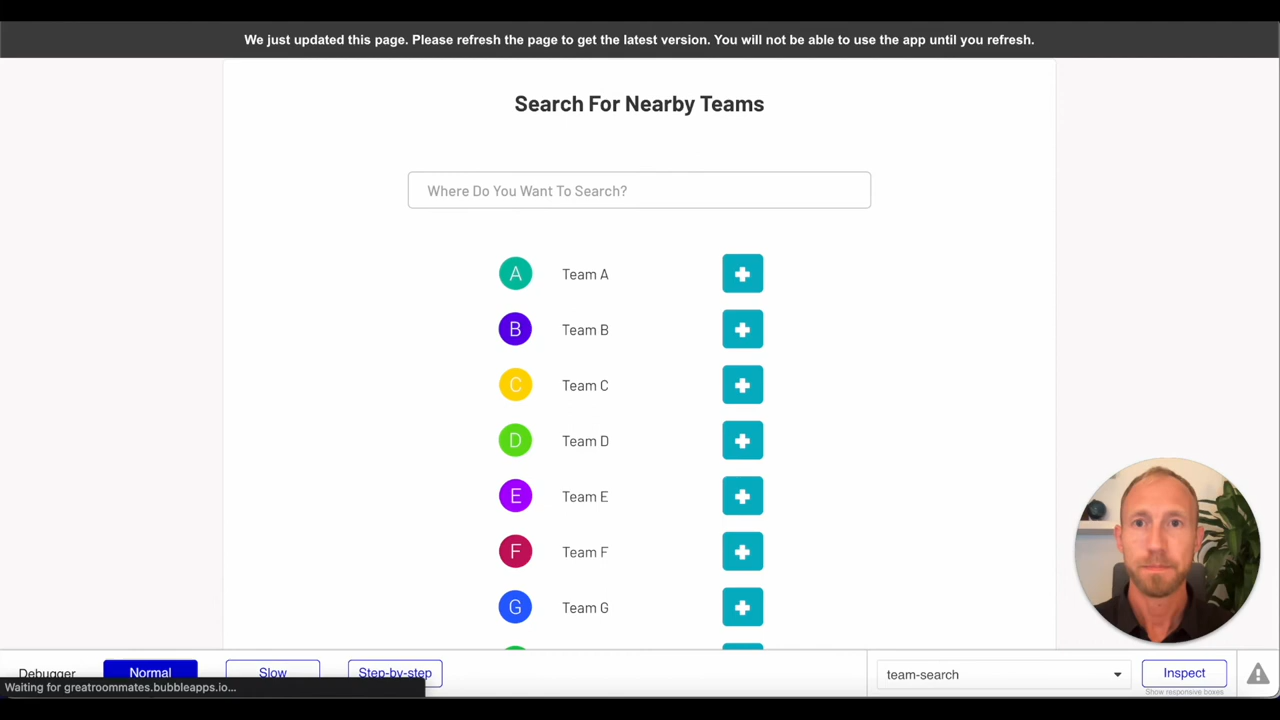 We just updated this page. Please refresh the page to get the latest version. You will not be able to use the app until you refresh.
Search For Nearby Teams
Where Do You Want To Search?
A Team A
B Team B
C Team C
D Team D
E Team E
F Team F
G Team G
Debugger Normal Slow Step-by-step team-search Inspect
Waiting for greatroommates.bubbleapps.io...
Show responsive boxes